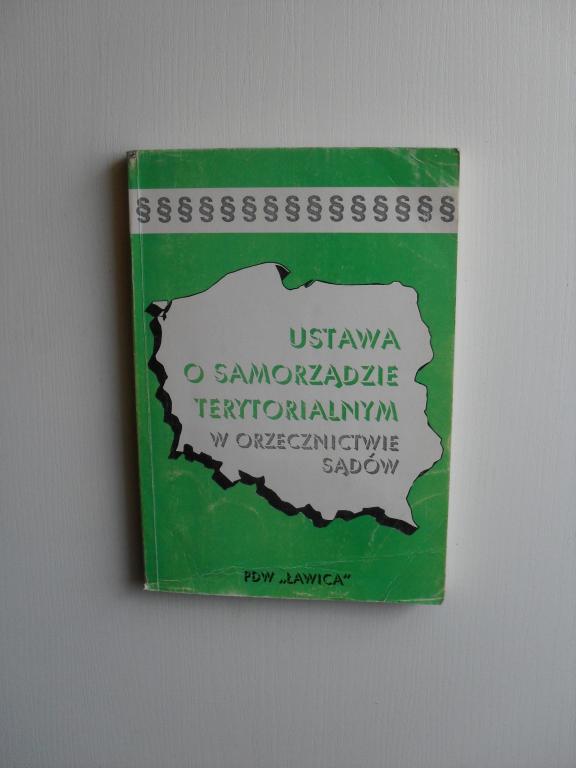 §§§§§§§§§§§§§§§
USTAWA
O SAMORZĄDZIE
TERYTORIALNYM
W ORZECZNICTWIE
SĄDÓW
PDW „ŁAWICA"